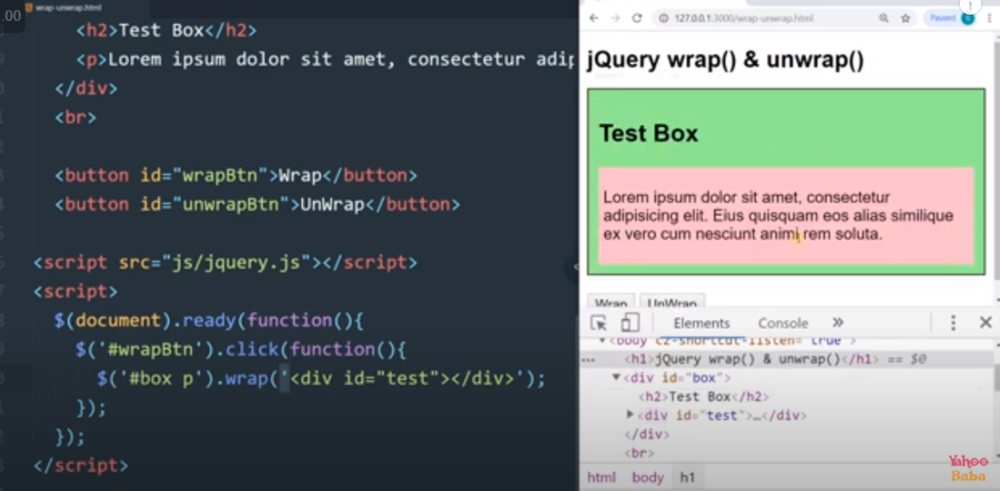 .00
wrap-unwrap.html
<h2>Test Box</h2>
<p>Lorem ipsum dolor sit amet, consectetur adip
</div>
<br>
<button id="wrapBtn">Wrap</button>
<button id="unwrapBtn">UnWrap</button>
<script src="js/jquery.js"></script>
<script>
$(document).ready(function(){
$('#wrapBtn').click(function(){
$('#box p').wrap('<div id="test"></div>');
});
});
</script>
127.0.0.1:3000/wrap-unwrap.html
Paused
jQuery wrap() & unwrap()
Test Box
Lorem ipsum dolor sit amet, consectetur
adipisicing elit. Eius quisquam eos alias similique
ex vero cum nesciunt animi rem soluta.
Wrap UnWrap
Elements Console »
<body cz-shortcut-listen="true">
<h1>jQuery wrap() & unwrap()</h1> == $0
<div id="box">
<h2>Test Box</h2>
<div id="test">…</div>
</div>
<br>
html body h1
Yahoo
Baba